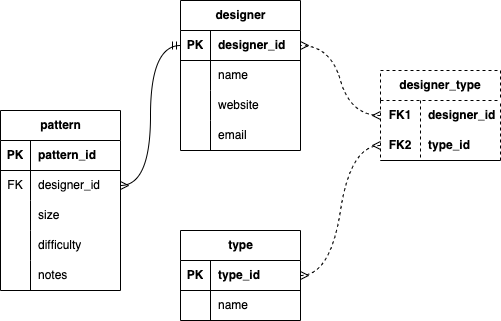 designer
PK designer_id
name
website
email
designer_type
FK1 designer_id
FK2 type_id
pattern
PK pattern_id
FK designer_id
size
difficulty
notes
type
PK type_id
name